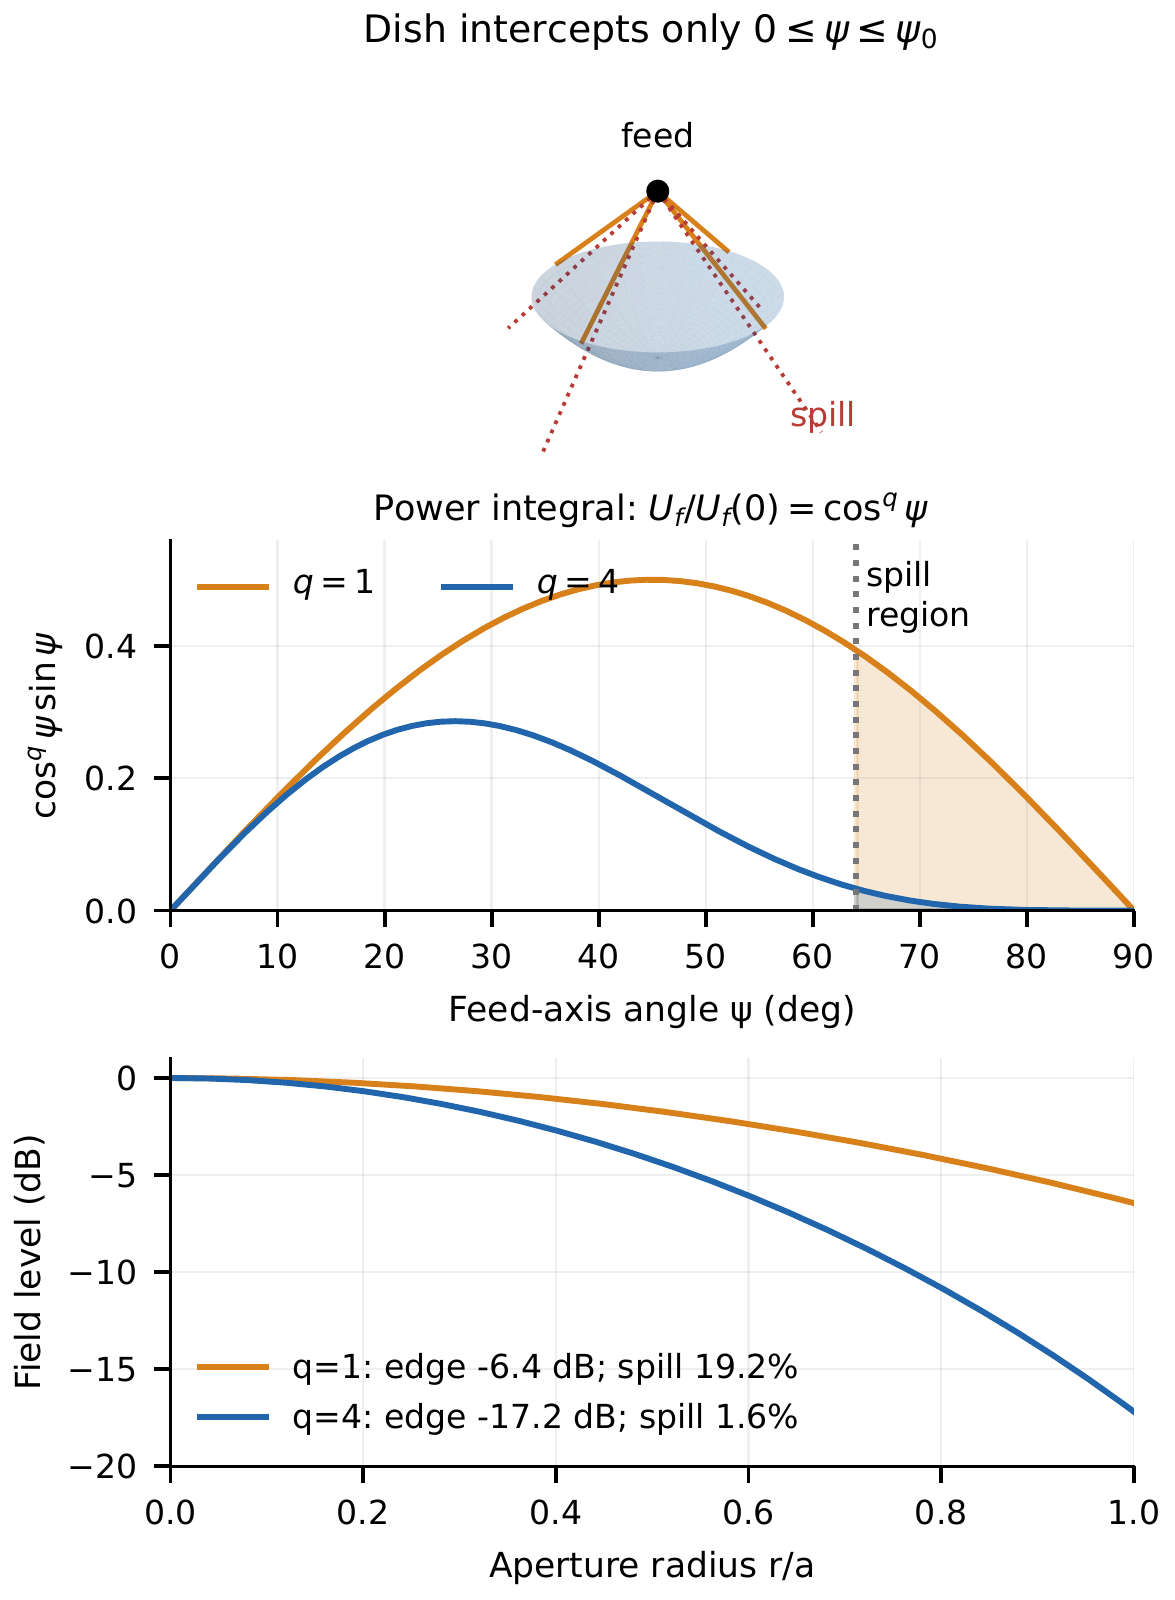 Dish intercepts only 0 ≤ ψ ≤ ψ₀
feed
spill
Power integral: U_f/U_f(0) = cos^q ψ
q = 1
q = 4
spill
region
cos^q ψ sin ψ
0.4
0.2
0.0
0 10 20 30 40 50 60 70 80 90
Feed-axis angle ψ (deg)
Field level (dB)
0
−5
−10
−15
−20
q=1: edge -6.4 dB; spill 19.2%
q=4: edge -17.2 dB; spill 1.6%
0.0 0.2 0.4 0.6 0.8 1.0
Aperture radius r/a